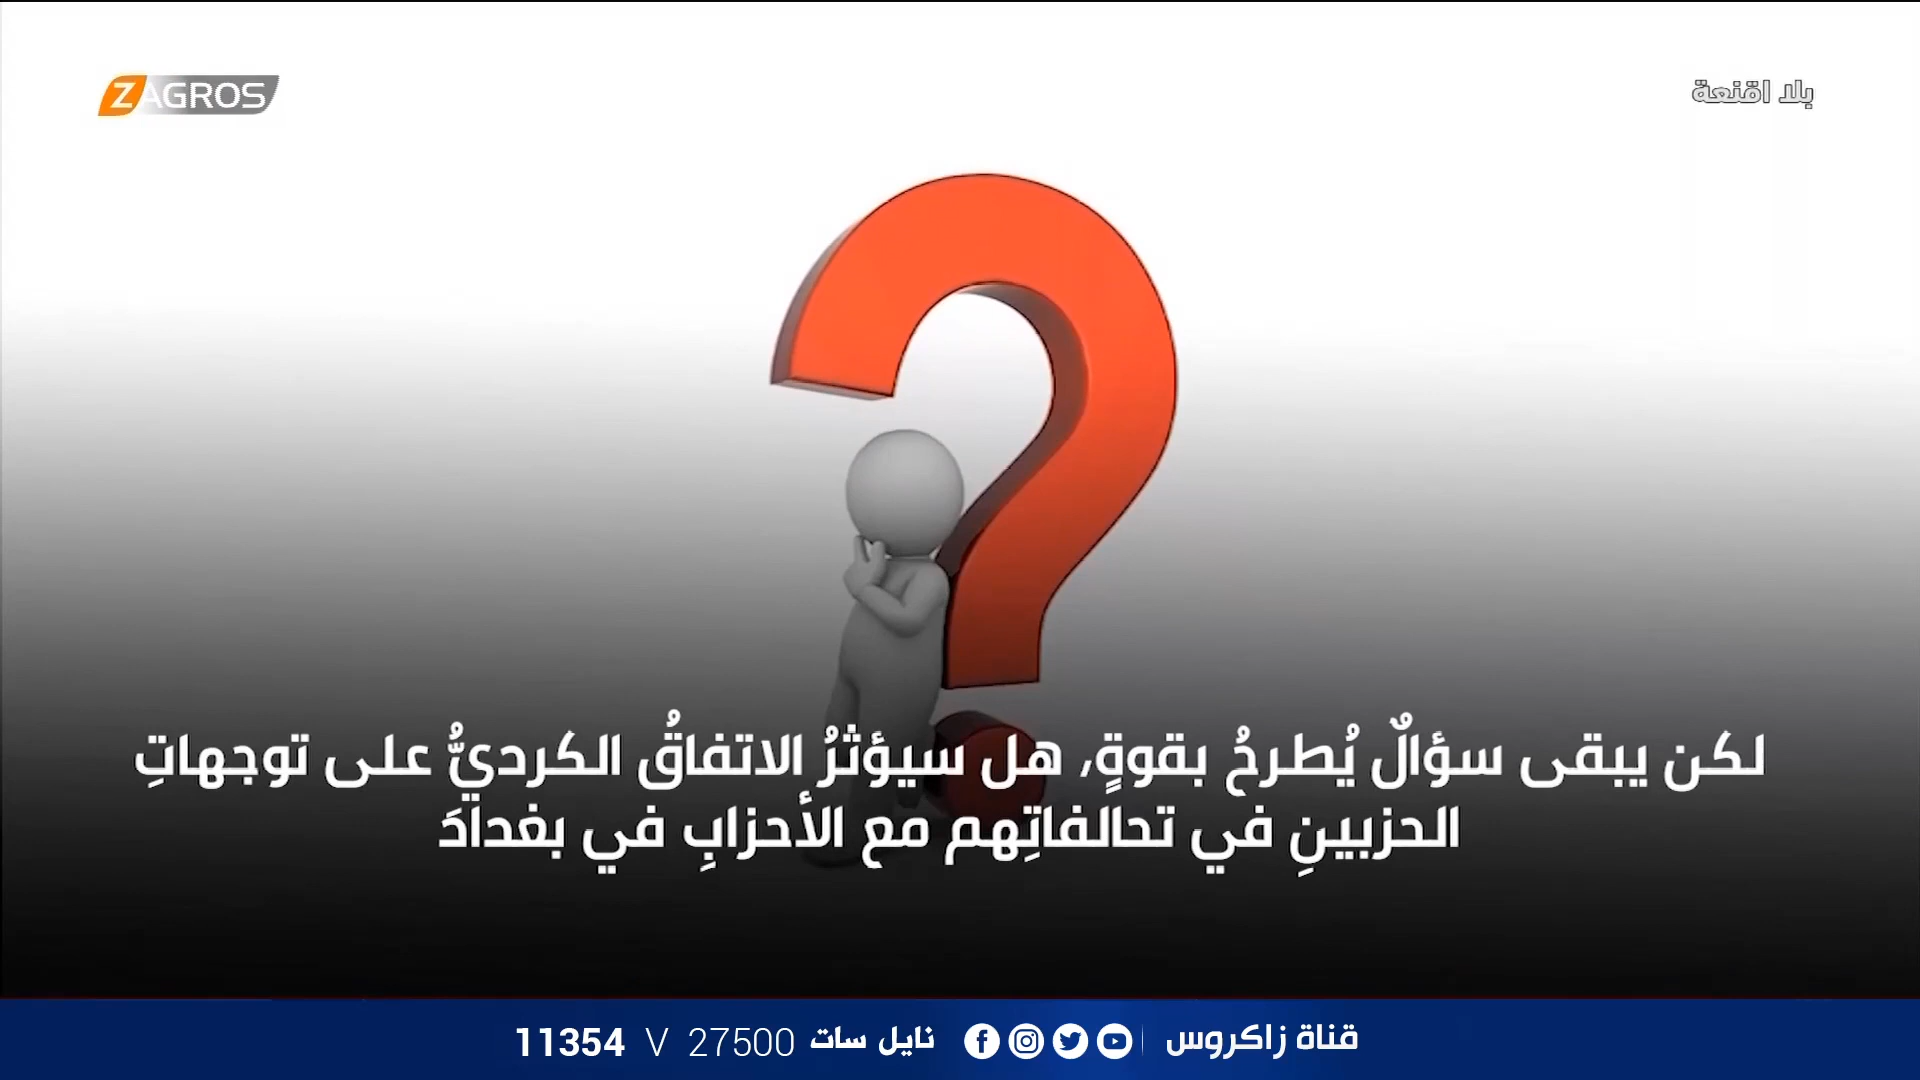 ZAGROS
بلا اقنعة
لكن يبقى سؤالٌ يُطرحُ بقوةٍ, هل سيؤثرُ الاتفاقُ الكرديُّ على توجهاتِ
الحزبينِ في تحالفاتِهم مع الأحزابِ في بغدادَ
قناة زاكروس نايل سات 27500 V 11354